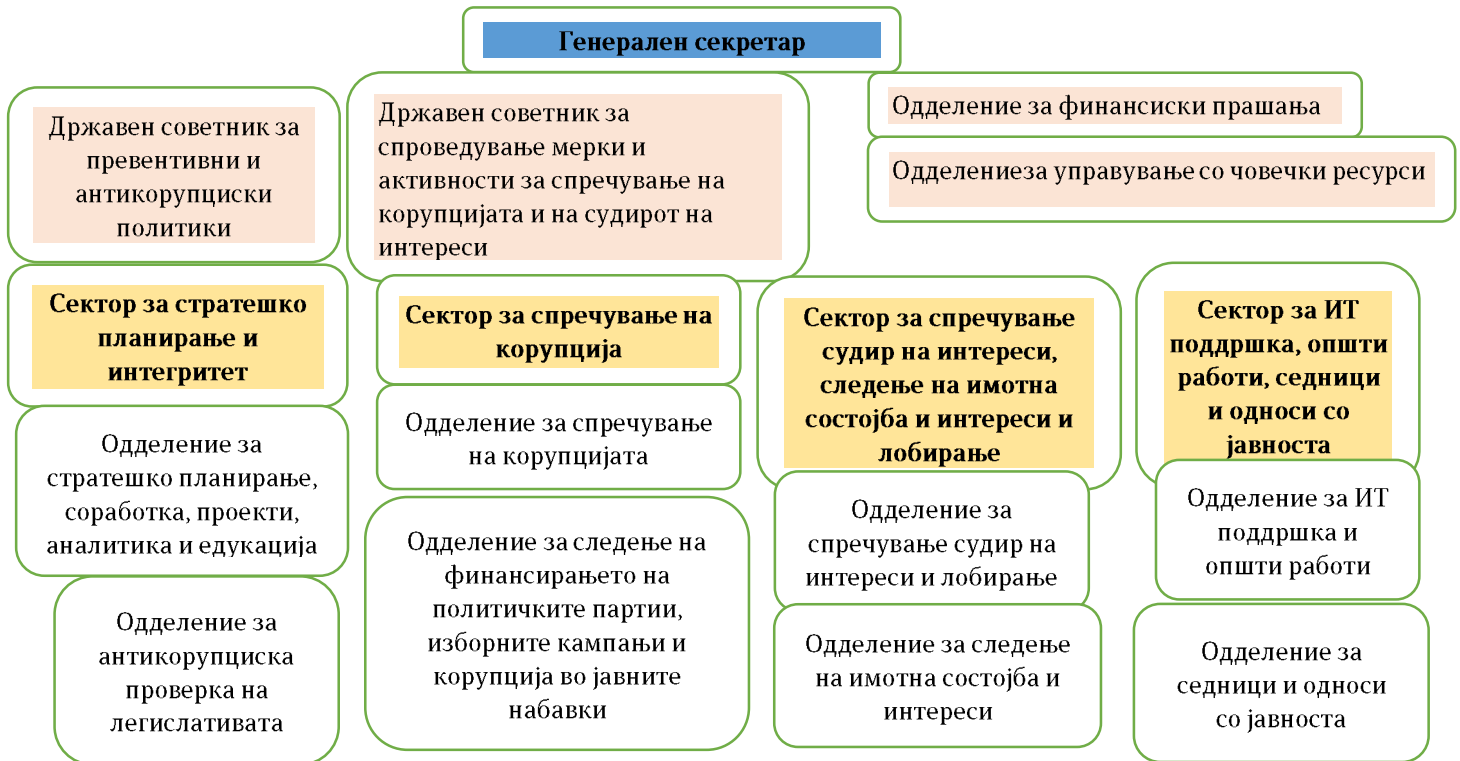 Генерален секретар
Државен советник за
превентивни и
антикорупциски
политики
Државен советник за
спроведување мерки и
активности за спречување на
корупцијата и на судирот на
интереси
Одделение за финансиски прашања
Одделениеза управување со човечки ресурси
Сектор за стратешко
планирање и
интегритет
Сектор за спречување на
корупција
Сектор за спречување
судир на интереси,
следење на имотна
состојба и интереси и
лобирање
Сектор за ИТ
поддршка, општи
работи, седници
и односи со
јавноста
Одделение за
стратешко планирање,
соработка, проекти,
аналитика и едукација
Одделение за спречување
на корупцијата
Одделение за
спречување судир на
интереси и лобирање
Одделение за ИТ
поддршка и
општи работи
Одделение за
антикорупциска
проверка на
легислативата
Одделение за следење на
финансирањето на
политичките партии,
изборните кампањи и
корупција во јавните
набавки
Одделение за следење
на имотна состојба и
интереси
Одделение за
седници и односи
со јавноста